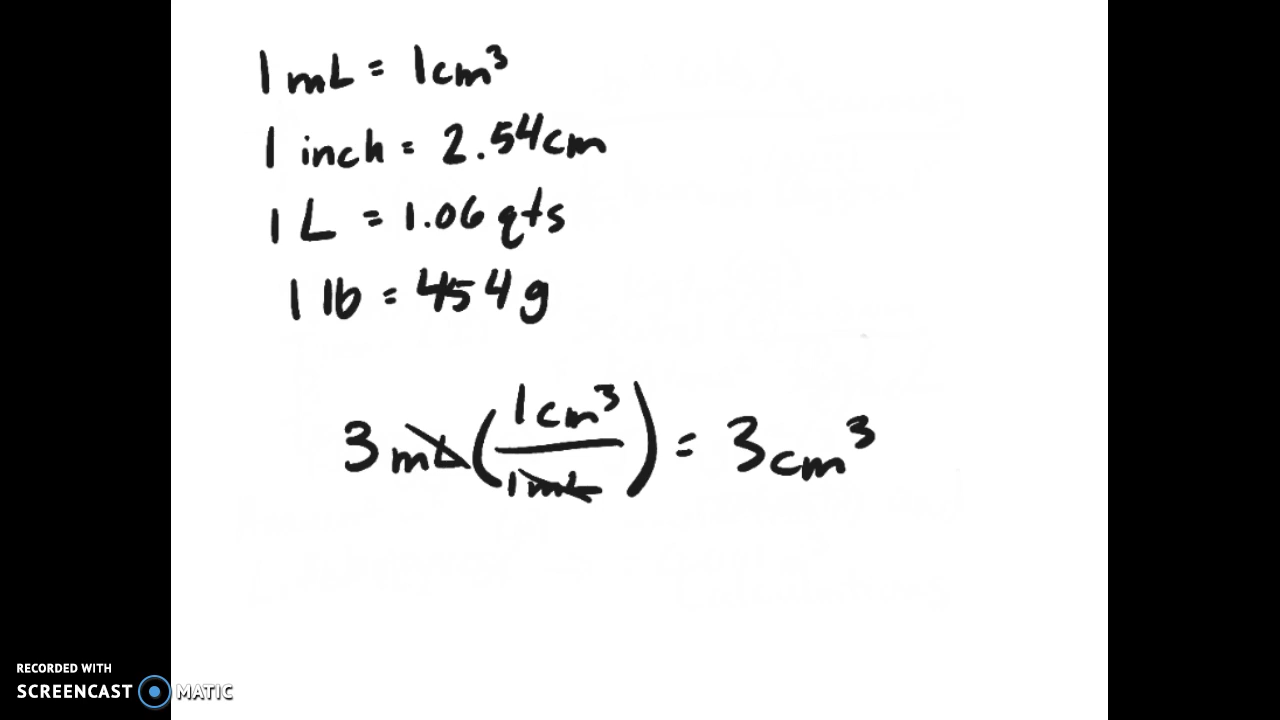 1 mL = 1 cm³
1 inch = 2.54 cm
1 L = 1.06 qts
1 lb = 454 g
3 mL (1 cm³ / 1 mL) = 3 cm³
RECORDED WITH
SCREENCAST MATIC